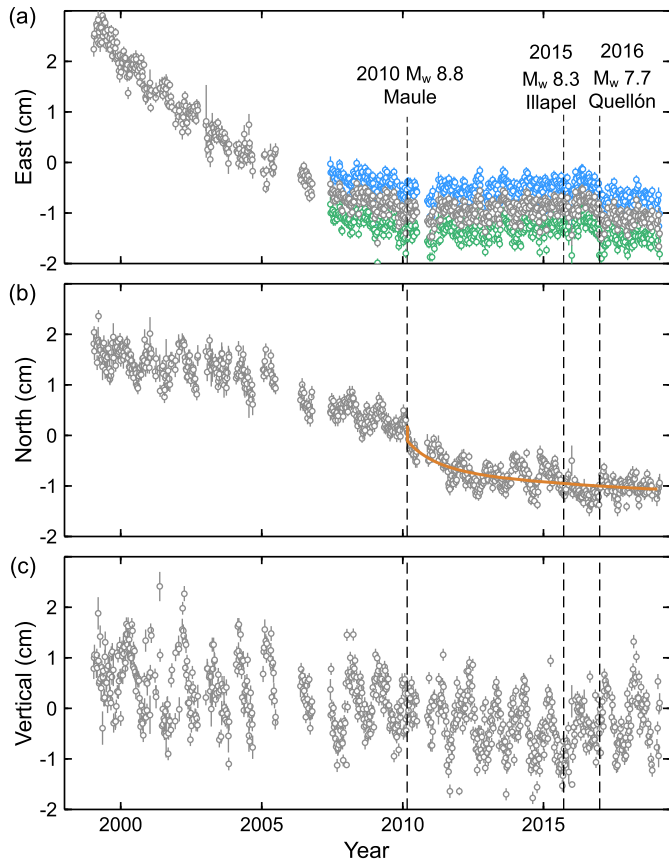 (a)
East (cm)
2
1
0
-1
-2
2010 Mw 8.8
Maule
2015
Mw 8.3
Illapel
2016
Mw 7.7
Quellón
(b)
North (cm)
2
1
0
-1
-2
(c)
Vertical (cm)
2
1
0
-1
-2
2000
2005
2010
2015
Year